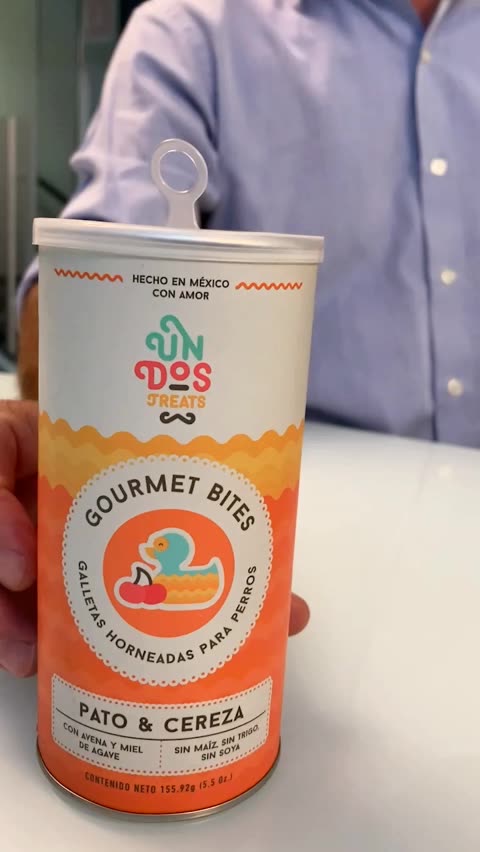 HECHO EN MÉXICO
CON AMOR
UN
DOS
TREATS
GOURMET BITES
GALLETAS HORNEADAS PARA PERROS
PATO & CEREZA
CON AVENA Y MIEL
DE AGAVE
SIN MAÍZ, SIN TRIGO,
SIN SOYA
CONTENIDO NETO 155.92g (5.5 Oz.)